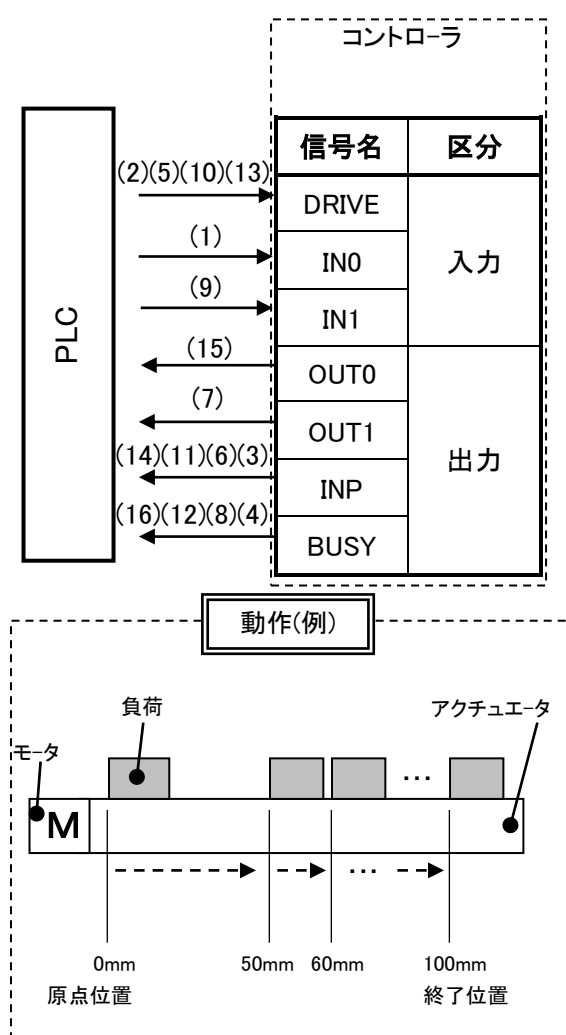 コントローラ
PLC
信号名 区分
(2)(5)(10)(13)
DRIVE
(1)
IN0
入力
(9)
IN1
(15)
OUT0
(7)
OUT1
(14)(11)(6)(3)
INP
出力
(16)(12)(8)(4)
BUSY
動作(例)
負荷
アクチュエータ
モータ
M
...
...
0mm 50mm 60mm 100mm
原点位置 終了位置